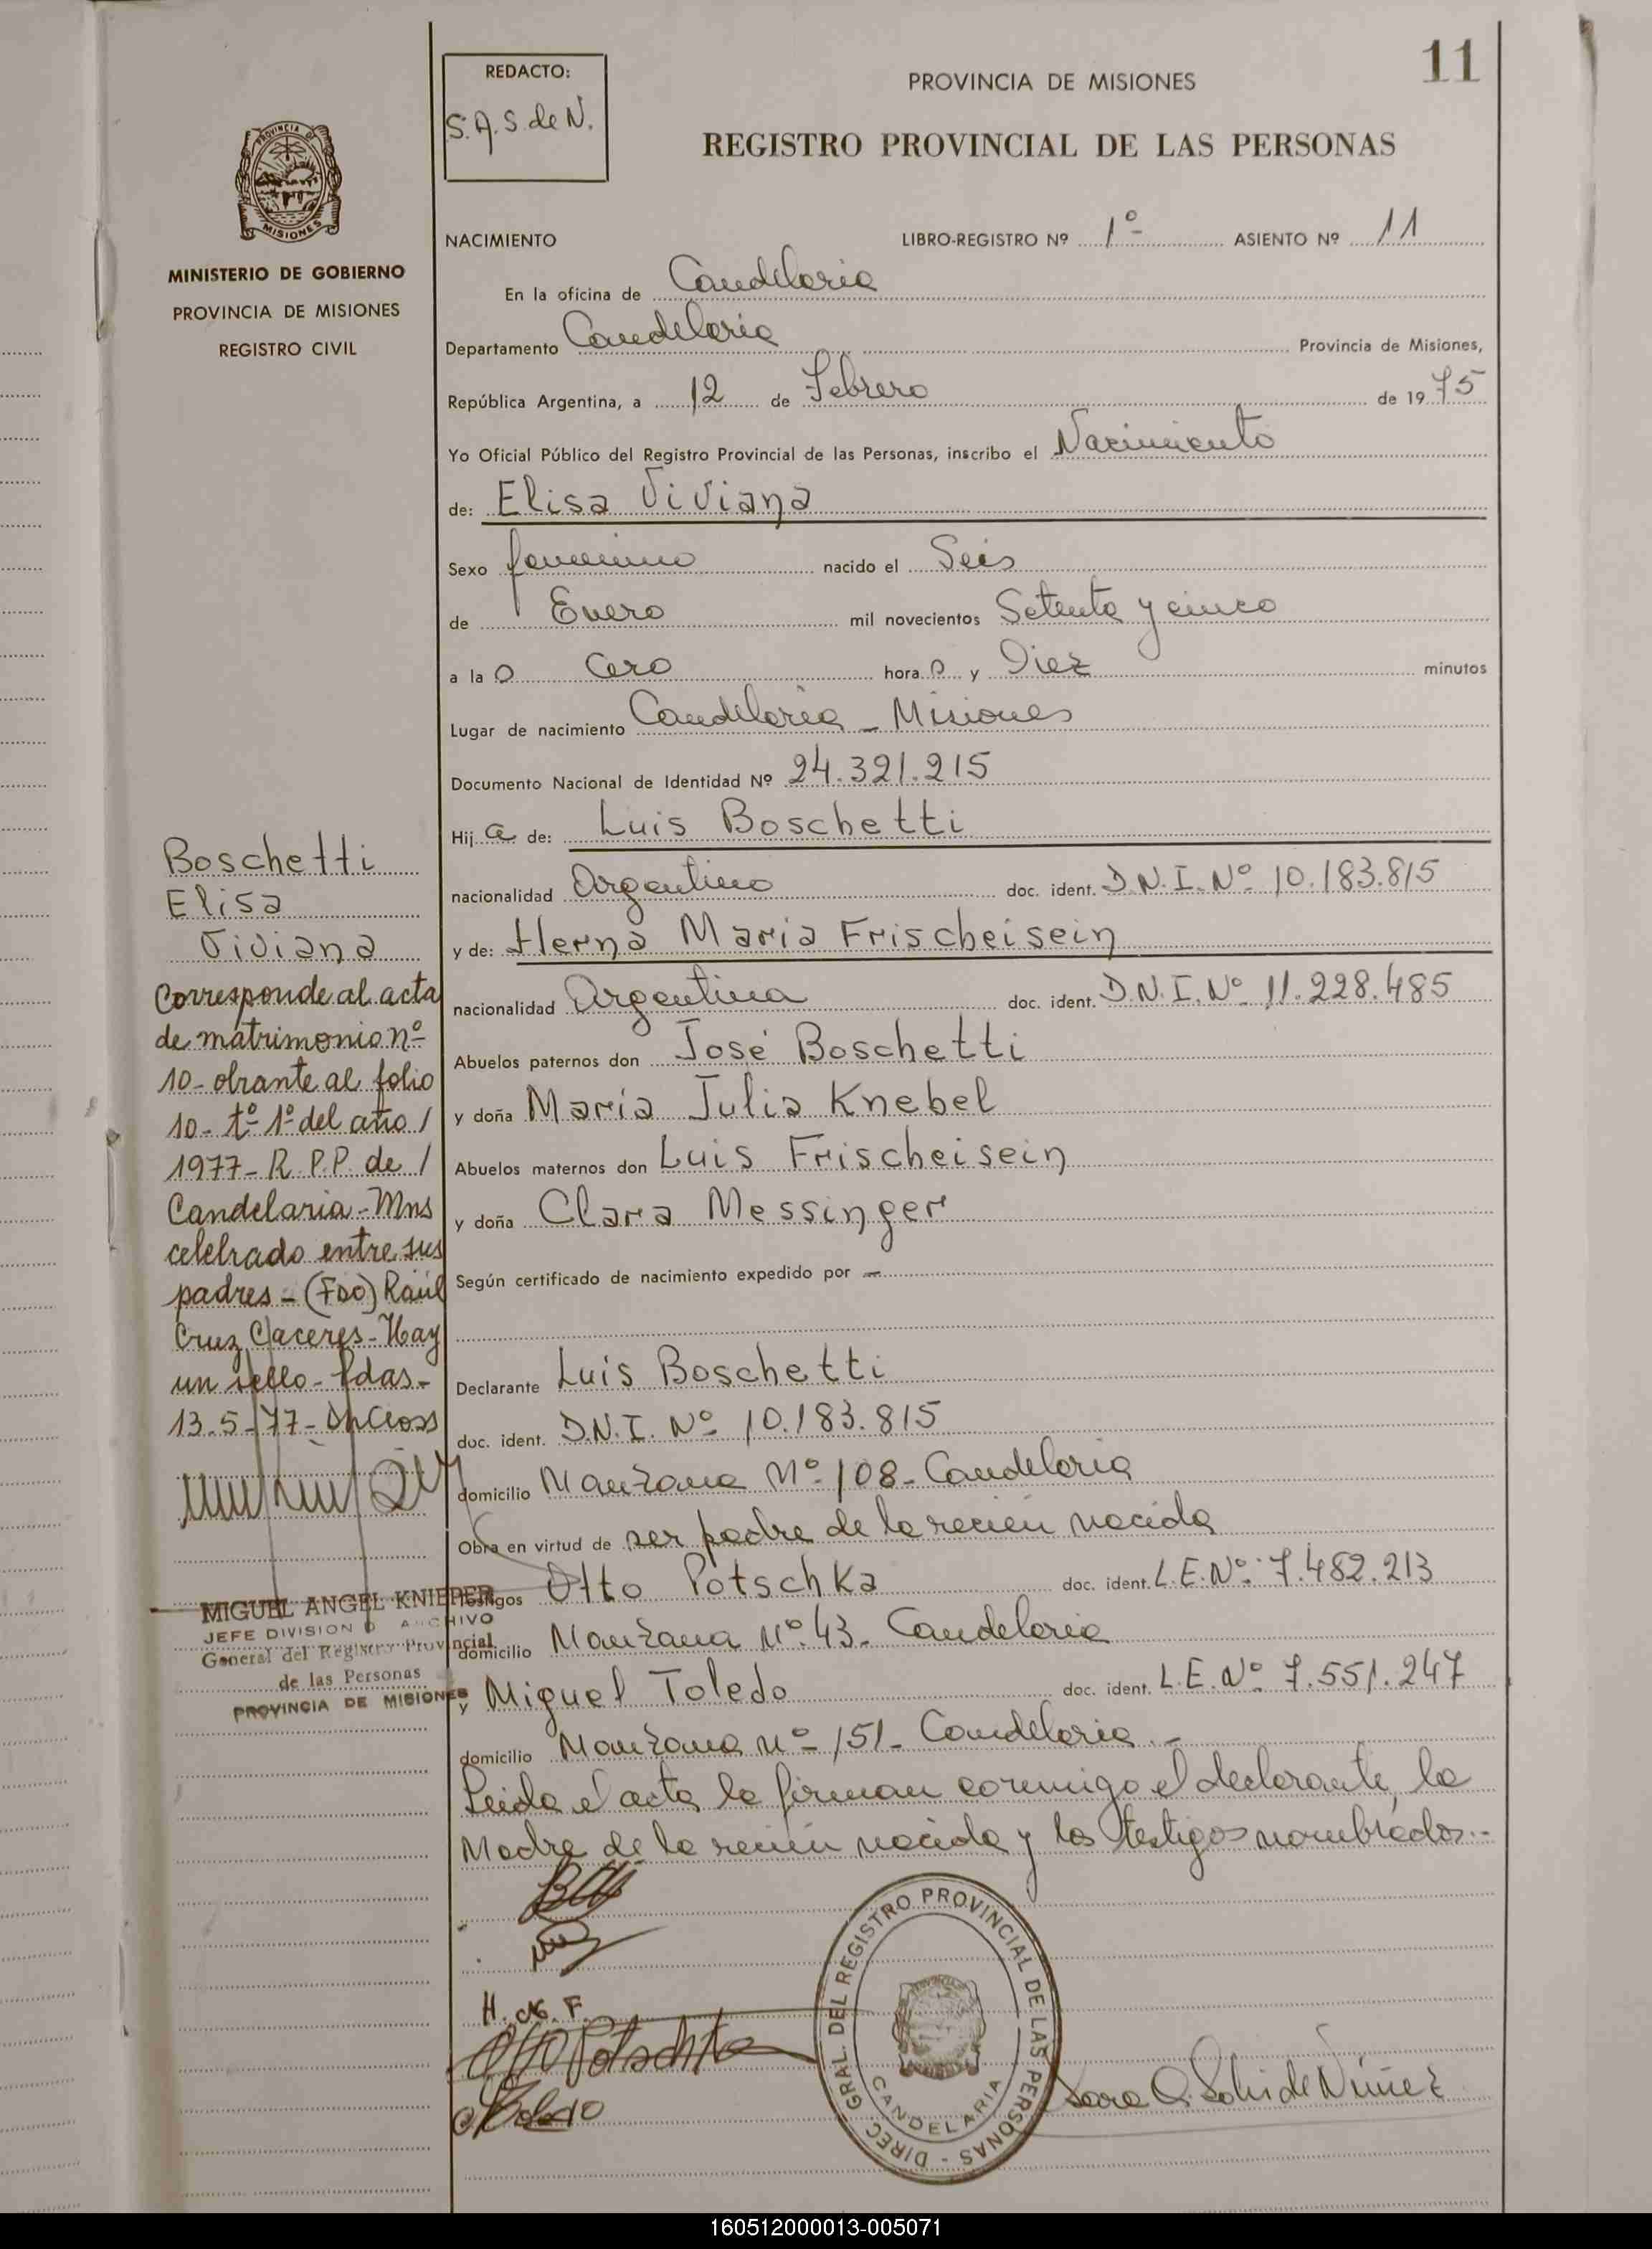 11
REDACTO:
S.A.S de N.
PROVINCIA DE MISIONES
REGISTRO PROVINCIAL DE LAS PERSONAS
PROVINCIA DE
MISIONES
MINISTERIO DE GOBIERNO
PROVINCIA DE MISIONES
REGISTRO CIVIL
NACIMIENTO LIBRO-REGISTRO Nº 1º ASIENTO Nº 11
En la oficina de Candelaria
Departamento Candelaria Provincia de Misiones,
República Argentina, a 12 de Febrero de 1975
Yo Oficial Público del Registro Provincial de las Personas, inscribo el Nacimiento
de: Elisa Viviana
Sexo femenino nacido el Seis
de Enero mil novecientos Setenta y cinco
a la 0 Cero hora 0 y Diez minutos
Lugar de nacimiento Candelaria - Misiones
Documento Nacional de Identidad Nº 24.321.215
Hij a de: Luis Boschetti
nacionalidad Argentino doc. ident. D.N.I. Nº 10.183.815
y de: Herna Maria Frischeisein
nacionalidad Argentina doc. ident. D.N.I. Nº 11.228.485
Abuelos paternos don José Boschetti
y doña María Julia Knebel
Abuelos maternos don Luis Frischeisein
y doña Clara Messinger
Según certificado de nacimiento expedido por -
Declarante Luis Boschetti
doc. ident. D.N.I. Nº 10.183.815
domicilio Manzana Nº 108 - Candelaria
Obra en virtud de ser padre de la recien nacida
Testigos Otto Potschka doc. ident. L.E. Nº 7.482.213
domicilio Manzana Nº 43 - Candelaria
y Miguel Toledo doc. ident. L.E. Nº 7.551.247
domicilio Manzana nº 151 - Candelaria.-
Leida el acta la firman conmigo el declarante, la
Madre de la recien nacida y los testigos nombrados.-
Boschetti
Elisa
Viviana
Corresponde al acta
de matrimonio nº
10- obrante al folio
10- tº 1º del año /
1977- R.P.P. de /
Candelaria - Mns
celebrado entre sus
padres - (FDO) Raúl
Cruz Caceres - Hay
un sello - Pdas -
13-5-77-
MIGUEL ANGEL KNIEPER
JEFE DIVISION D ARCHIVO
General del Registro Provincial
de las Personas
PROVINCIA DE MISIONES
H. M. F.
Otto Potschka
Toledo
DIREC. GRAL. DEL REGISTRO PROVINCIAL DE LAS PERSONAS -
CANDELARIA
Sara Q. Sohi de Núñez
160512000013-005071